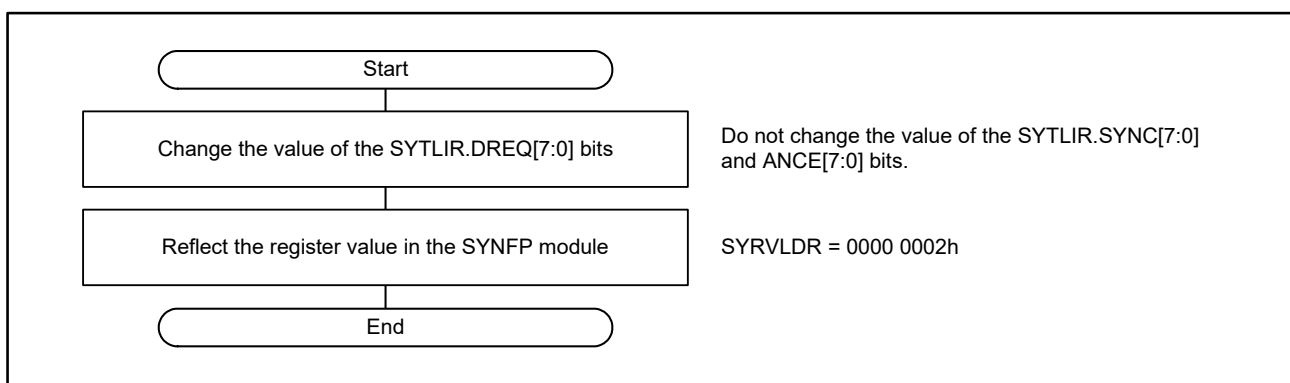 Start
Change the value of the SYTLIR.DREQ[7:0] bits
Do not change the value of the SYTLIR.SYNC[7:0]
and ANCE[7:0] bits.
Reflect the register value in the SYNFP module
SYRVLDR = 0000 0002h
End